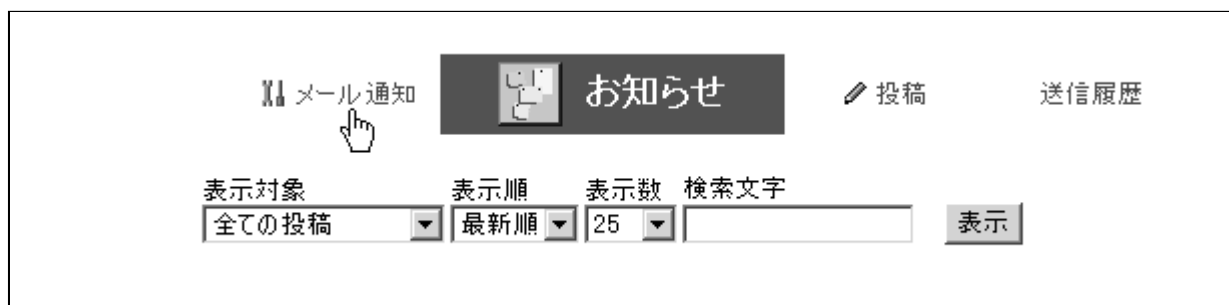 メール通知 お知らせ 投稿 送信履歴
表示対象 表示順 表示数 検索文字
全ての投稿 最新順 25 表示